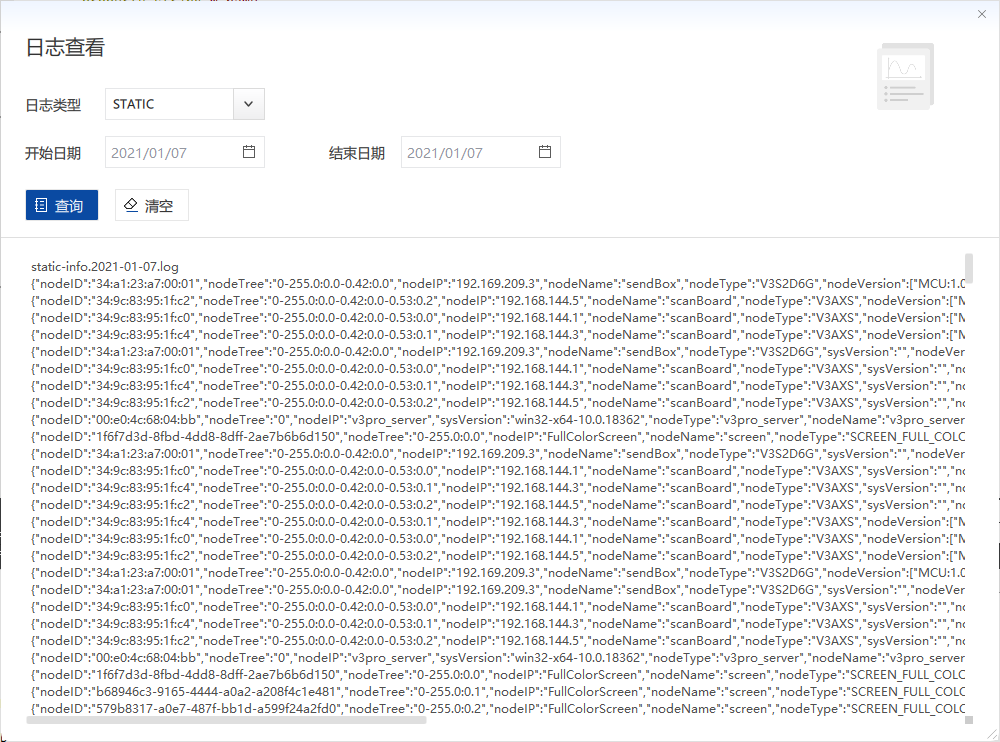 日志查看
日志类型 STATIC
开始日期 2021/01/07 结束日期 2021/01/07
查询 清空
static-info.2021-01-07.log
{"nodeID":"34:a1:23:a7:00:01","nodeTree":"0-255.0:0.0-0.42:0.0","nodeIP":"192.169.209.3","nodeName":"sendBox","nodeType":"V3S2D6G","nodeVersion":["MCU:1.0
{"nodeID":"34:9c:83:95:1f:c2","nodeTree":"0-255.0:0.0-0.42:0.0-0.53:0.2","nodeIP":"192.168.144.5","nodeName":"scanBoard","nodeType":"V3AXS","nodeVersion":["M
{"nodeID":"34:9c:83:95:1f:c0","nodeTree":"0-255.0:0.0-0.42:0.0-0.53:0.0","nodeIP":"192.168.144.1","nodeName":"scanBoard","nodeType":"V3AXS","nodeVersion":["M
{"nodeID":"34:9c:83:95:1f:c4","nodeTree":"0-255.0:0.0-0.42:0.0-0.53:0.1","nodeIP":"192.168.144.3","nodeName":"scanBoard","nodeType":"V3AXS","nodeVersion":["M
{"nodeID":"34:a1:23:a7:00:01","nodeTree":"0-255.0:0.0-0.42:0.0","nodeIP":"192.169.209.3","nodeName":"sendBox","nodeType":"V3S2D6G","sysVersion":"","nodeVer
{"nodeID":"34:9c:83:95:1f:c0","nodeTree":"0-255.0:0.0-0.42:0.0-0.53:0.0","nodeIP":"192.168.144.1","nodeName":"scanBoard","nodeType":"V3AXS","sysVersion":"","nc
{"nodeID":"34:9c:83:95:1f:c4","nodeTree":"0-255.0:0.0-0.42:0.0-0.53:0.1","nodeIP":"192.168.144.3","nodeName":"scanBoard","nodeType":"V3AXS","sysVersion":"","nc
{"nodeID":"34:9c:83:95:1f:c2","nodeTree":"0-255.0:0.0-0.42:0.0-0.53:0.2","nodeIP":"192.168.144.5","nodeName":"scanBoard","nodeType":"V3AXS","sysVersion":"","nc
{"nodeID":"00:e0:4c:68:04:bb","nodeTree":"0","nodeIP":"v3pro_server","sysVersion":"win32-x64-10.0.18362","nodeType":"v3pro_server","nodeName":"v3pro_server
{"nodeID":"1f6f7d3d-8fbd-4dd8-8dff-2ae7b6b6d150","nodeTree":"0-255.0:0.0","nodeIP":"FullColorScreen","nodeName":"screen","nodeType":"SCREEN_FULL_COLO
{"nodeID":"34:a1:23:a7:00:01","nodeTree":"0-255.0:0.0-0.42:0.0","nodeIP":"192.169.209.3","nodeName":"sendBox","nodeType":"V3S2D6G","sysVersion":"","nodeVer
{"nodeID":"34:9c:83:95:1f:c0","nodeTree":"0-255.0:0.0-0.42:0.0-0.53:0.0","nodeIP":"192.168.144.1","nodeName":"scanBoard","nodeType":"V3AXS","sysVersion":"","nc
{"nodeID":"34:9c:83:95:1f:c4","nodeTree":"0-255.0:0.0-0.42:0.0-0.53:0.1","nodeIP":"192.168.144.3","nodeName":"scanBoard","nodeType":"V3AXS","sysVersion":"","nc
{"nodeID":"34:9c:83:95:1f:c2","nodeTree":"0-255.0:0.0-0.42:0.0-0.53:0.2","nodeIP":"192.168.144.5","nodeName":"scanBoard","nodeType":"V3AXS","sysVersion":"","nc
{"nodeID":"34:9c:83:95:1f:c4","nodeTree":"0-255.0:0.0-0.42:0.0-0.53:0.1","nodeIP":"192.168.144.3","nodeName":"scanBoard","nodeType":"V3AXS","nodeVersion":["M
{"nodeID":"34:9c:83:95:1f:c0","nodeTree":"0-255.0:0.0-0.42:0.0-0.53:0.0","nodeIP":"192.168.144.1","nodeName":"scanBoard","nodeType":"V3AXS","nodeVersion":["M
{"nodeID":"34:9c:83:95:1f:c2","nodeTree":"0-255.0:0.0-0.42:0.0-0.53:0.2","nodeIP":"192.168.144.5","nodeName":"scanBoard","nodeType":"V3AXS","nodeVersion":["M
{"nodeID":"34:a1:23:a7:00:01","nodeTree":"0-255.0:0.0-0.42:0.0","nodeIP":"192.169.209.3","nodeName":"sendBox","nodeType":"V3S2D6G","nodeVersion":["MCU:1.0
{"nodeID":"34:a1:23:a7:00:01","nodeTree":"0-255.0:0.0-0.42:0.0","nodeIP":"192.169.209.3","nodeName":"sendBox","nodeType":"V3S2D6G","sysVersion":"","nodeVer
{"nodeID":"34:9c:83:95:1f:c0","nodeTree":"0-255.0:0.0-0.42:0.0-0.53:0.0","nodeIP":"192.168.144.1","nodeName":"scanBoard","nodeType":"V3AXS","sysVersion":"","nc
{"nodeID":"34:9c:83:95:1f:c4","nodeTree":"0-255.0:0.0-0.42:0.0-0.53:0.1","nodeIP":"192.168.144.3","nodeName":"scanBoard","nodeType":"V3AXS","sysVersion":"","nc
{"nodeID":"34:9c:83:95:1f:c2","nodeTree":"0-255.0:0.0-0.42:0.0-0.53:0.2","nodeIP":"192.168.144.5","nodeName":"scanBoard","nodeType":"V3AXS","sysVersion":"","nc
{"nodeID":"00:e0:4c:68:04:bb","nodeTree":"0","nodeIP":"v3pro_server","sysVersion":"win32-x64-10.0.18362","nodeType":"v3pro_server","nodeName":"v3pro_server
{"nodeID":"1f6f7d3d-8fbd-4dd8-8dff-2ae7b6b6d150","nodeTree":"0-255.0:0.0","nodeIP":"FullColorScreen","nodeName":"screen","nodeType":"SCREEN_FULL_COLO
{"nodeID":"b68946c3-9165-4444-a0a2-a208f4c1e481","nodeTree":"0-255.0:0.1","nodeIP":"FullColorScreen","nodeName":"screen","nodeType":"SCREEN_FULL_COLO
{"nodeID":"579b8317-a0e7-487f-bb1d-a599f24a2fd0","nodeTree":"0-255.0:0.2","nodeIP":"FullColorScreen","nodeName":"screen","nodeType":"SCREEN_FULL_COLO